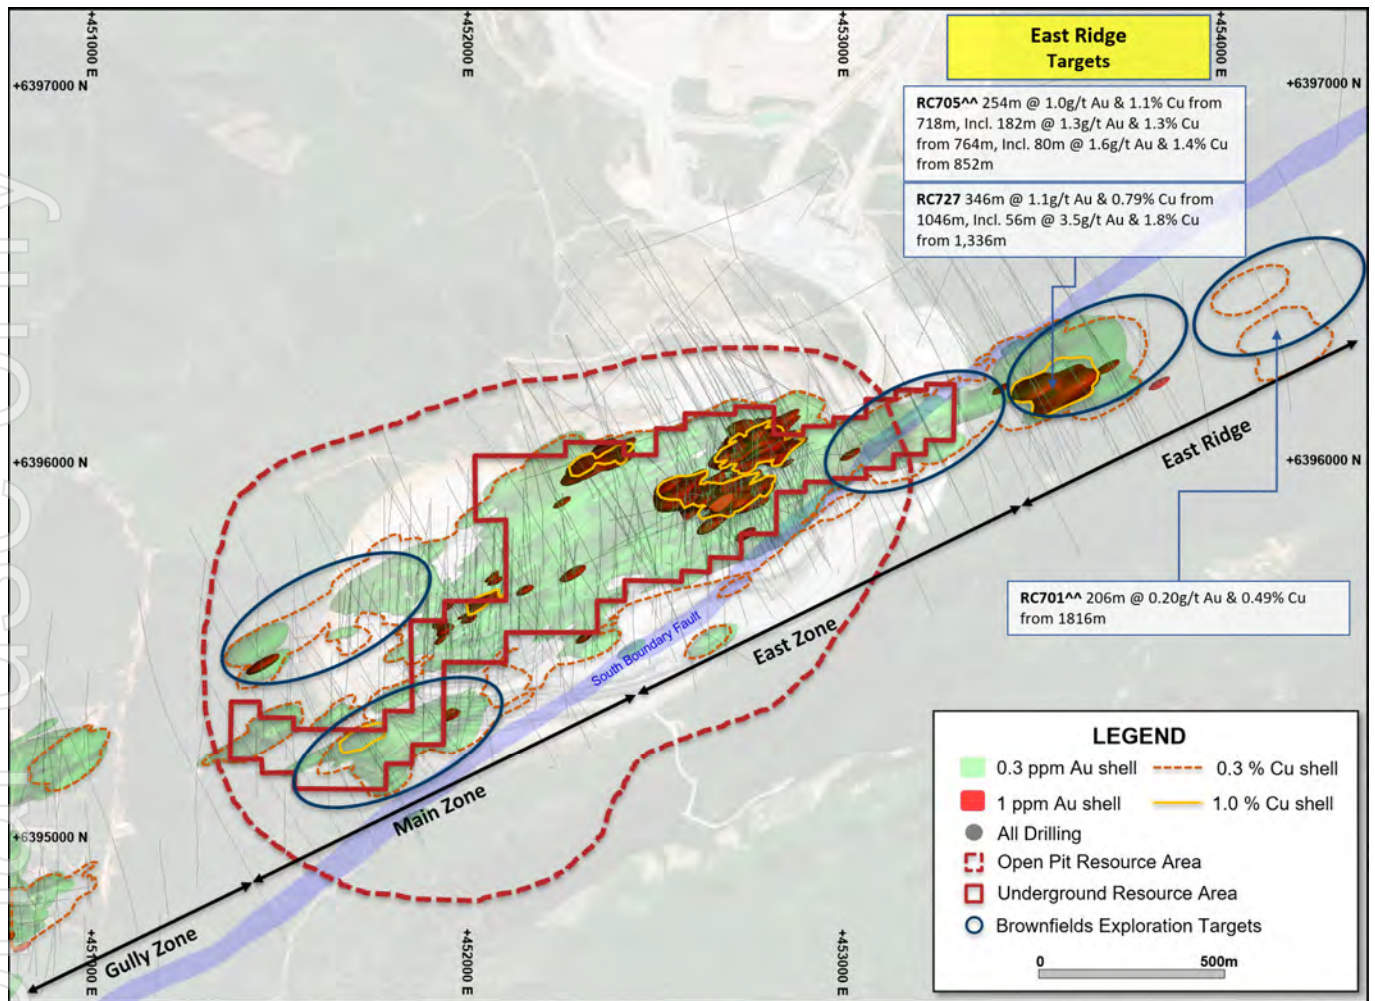 +451000 E
+452000 E
+453000 E
+454000 E
East Ridge
Targets
+6397000 N
+6397000 N
RC705^^ 254m @ 1.0g/t Au & 1.1% Cu from
718m, Incl. 182m @ 1.3g/t Au & 1.3% Cu
from 764m, Incl. 80m @ 1.6g/t Au & 1.4% Cu
from 852m
RC727 346m @ 1.1g/t Au & 0.79% Cu from
1046m, Incl. 56m @ 3.5g/t Au & 1.8% Cu
from 1,336m
East Ridge
+6396000 N
+6396000 N
RC701^^ 206m @ 0.20g/t Au & 0.49% Cu
from 1816m
South Boundary Fault
East Zone
Main Zone
Gully Zone
+6395000 N
LEGEND
0.3 ppm Au shell
0.3 % Cu shell
1 ppm Au shell
1.0 % Cu shell
All Drilling
Open Pit Resource Area
Underground Resource Area
Brownfields Exploration Targets
0
500m
+451000 E
+452000 E
+453000 E